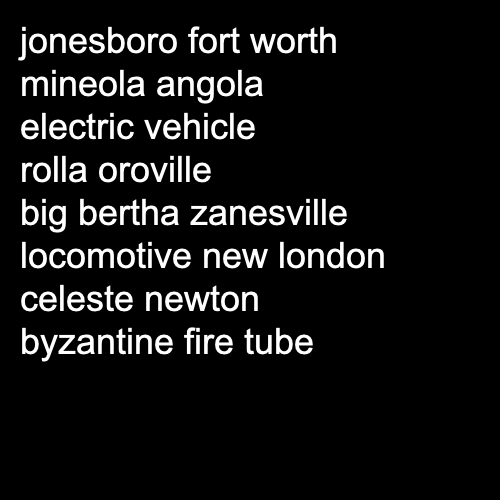 jonesboro fort worth
mineola angola
electric vehicle
rolla oroville
big bertha zanesville
locomotive new london
celeste newton
byzantine fire tube